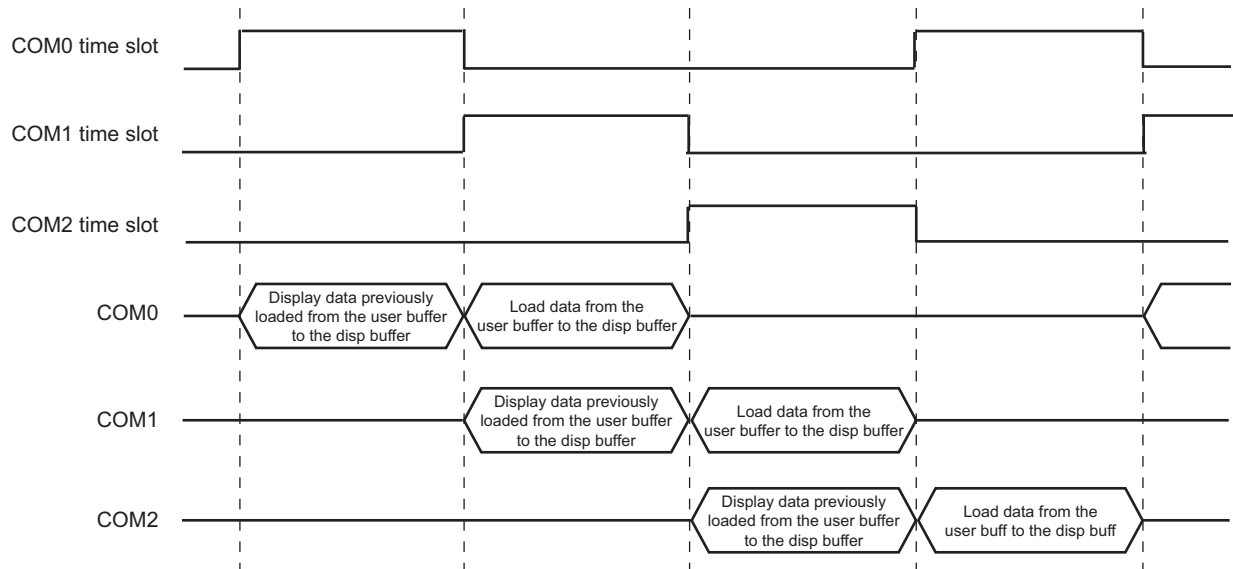 COM0 time slot
COM1 time slot
COM2 time slot
COM0
Display data previously
loaded from the user buffer
to the disp buffer
Load data from the
user buffer to the disp buffer
COM1
Display data previously
loaded from the user buffer
to the disp buffer
Load data from the
user buffer to the disp buffer
COM2
Display data previously
loaded from the user buffer
to the disp buffer
Load data from the
user buff to the disp buff